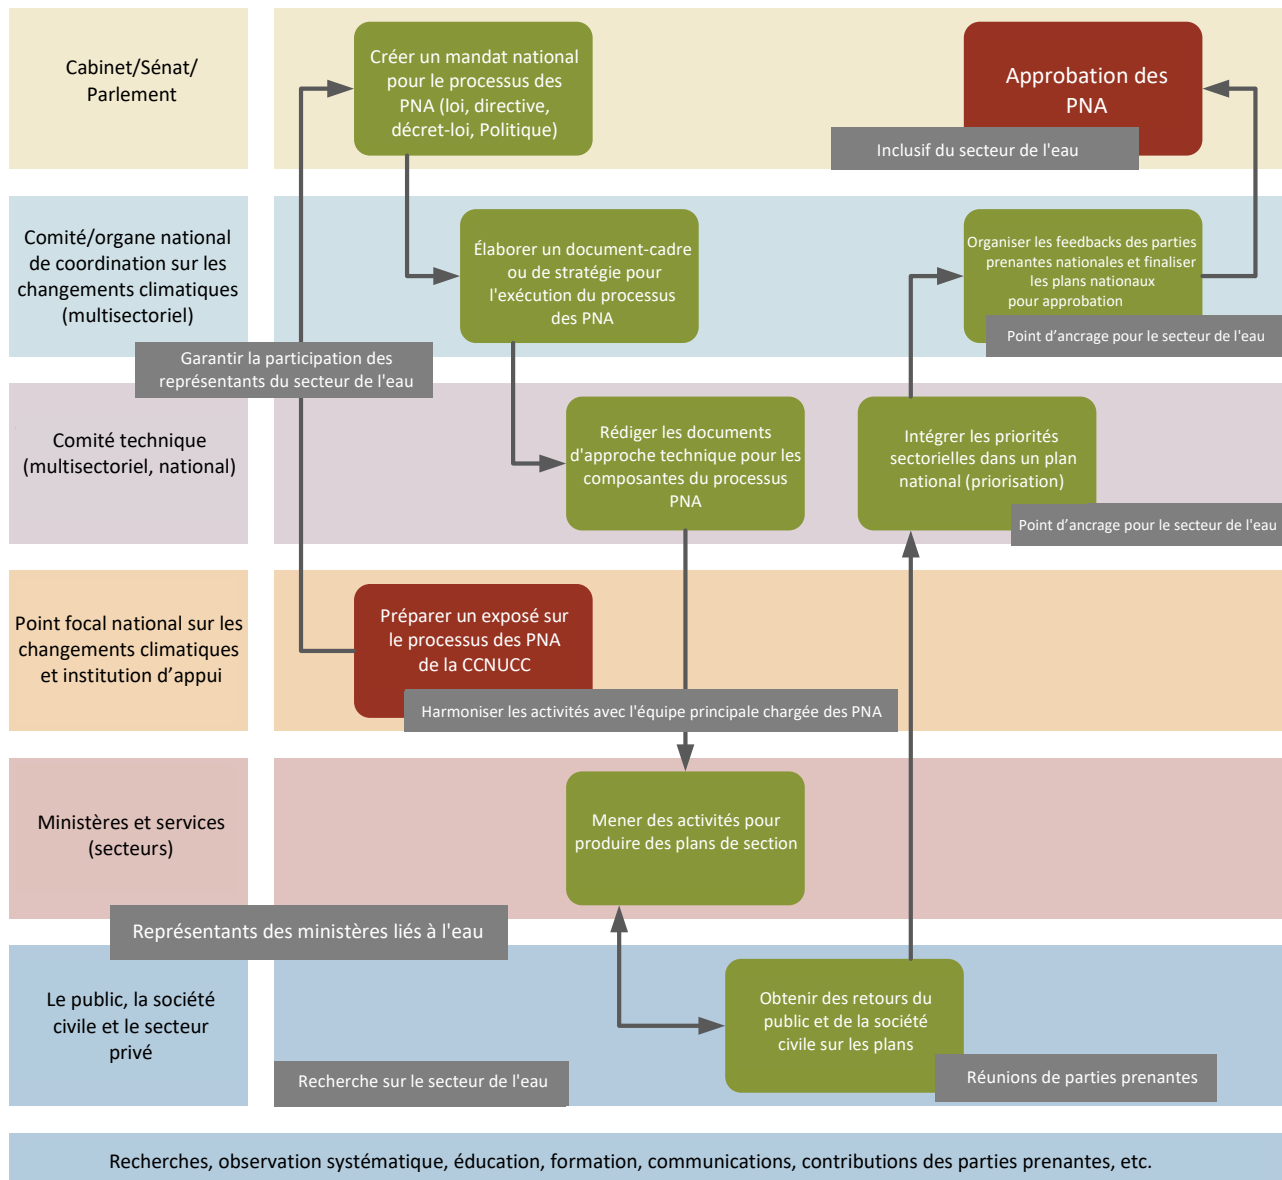 Cabinet/Sénat/
Parlement
Créer un mandat national
pour le processus des
PNA (loi, directive,
décret-loi, Politique)
Approbation des
PNA
Inclusif du secteur de l'eau
Comité/organe national
de coordination sur les
changements climatiques
(multisectoriel)
Élaborer un document-cadre
ou de stratégie pour
l'exécution du processus
des PNA
Organiser les feedbacks des parties
prenantes nationales et finaliser
les plans nationaux
pour approbation
Point d’ancrage pour le secteur de l'eau
Garantir la participation des
représentants du secteur de l'eau
Comité technique
(multisectoriel, national)
Rédiger les documents
d'approche technique pour les
composantes du processus
PNA
Intégrer les priorités
sectorielles dans un plan
national (priorisation)
Point d’ancrage pour le secteur de l'eau
Point focal national sur les
changements climatiques
et institution d’appui
Préparer un exposé sur
le processus des PNA
de la CCNUCC
Harmoniser les activités avec l'équipe principale chargée des PNA
Ministères et services
(secteurs)
Mener des activités pour
produire des plans de section
Représentants des ministères liés à l'eau
Le public, la société
civile et le secteur
privé
Obtenir des retours du
public et de la société
civile sur les plans
Recherche sur le secteur de l'eau
Réunions de parties prenantes
Recherches, observation systématique, éducation, formation, communications, contributions des parties prenantes, etc.